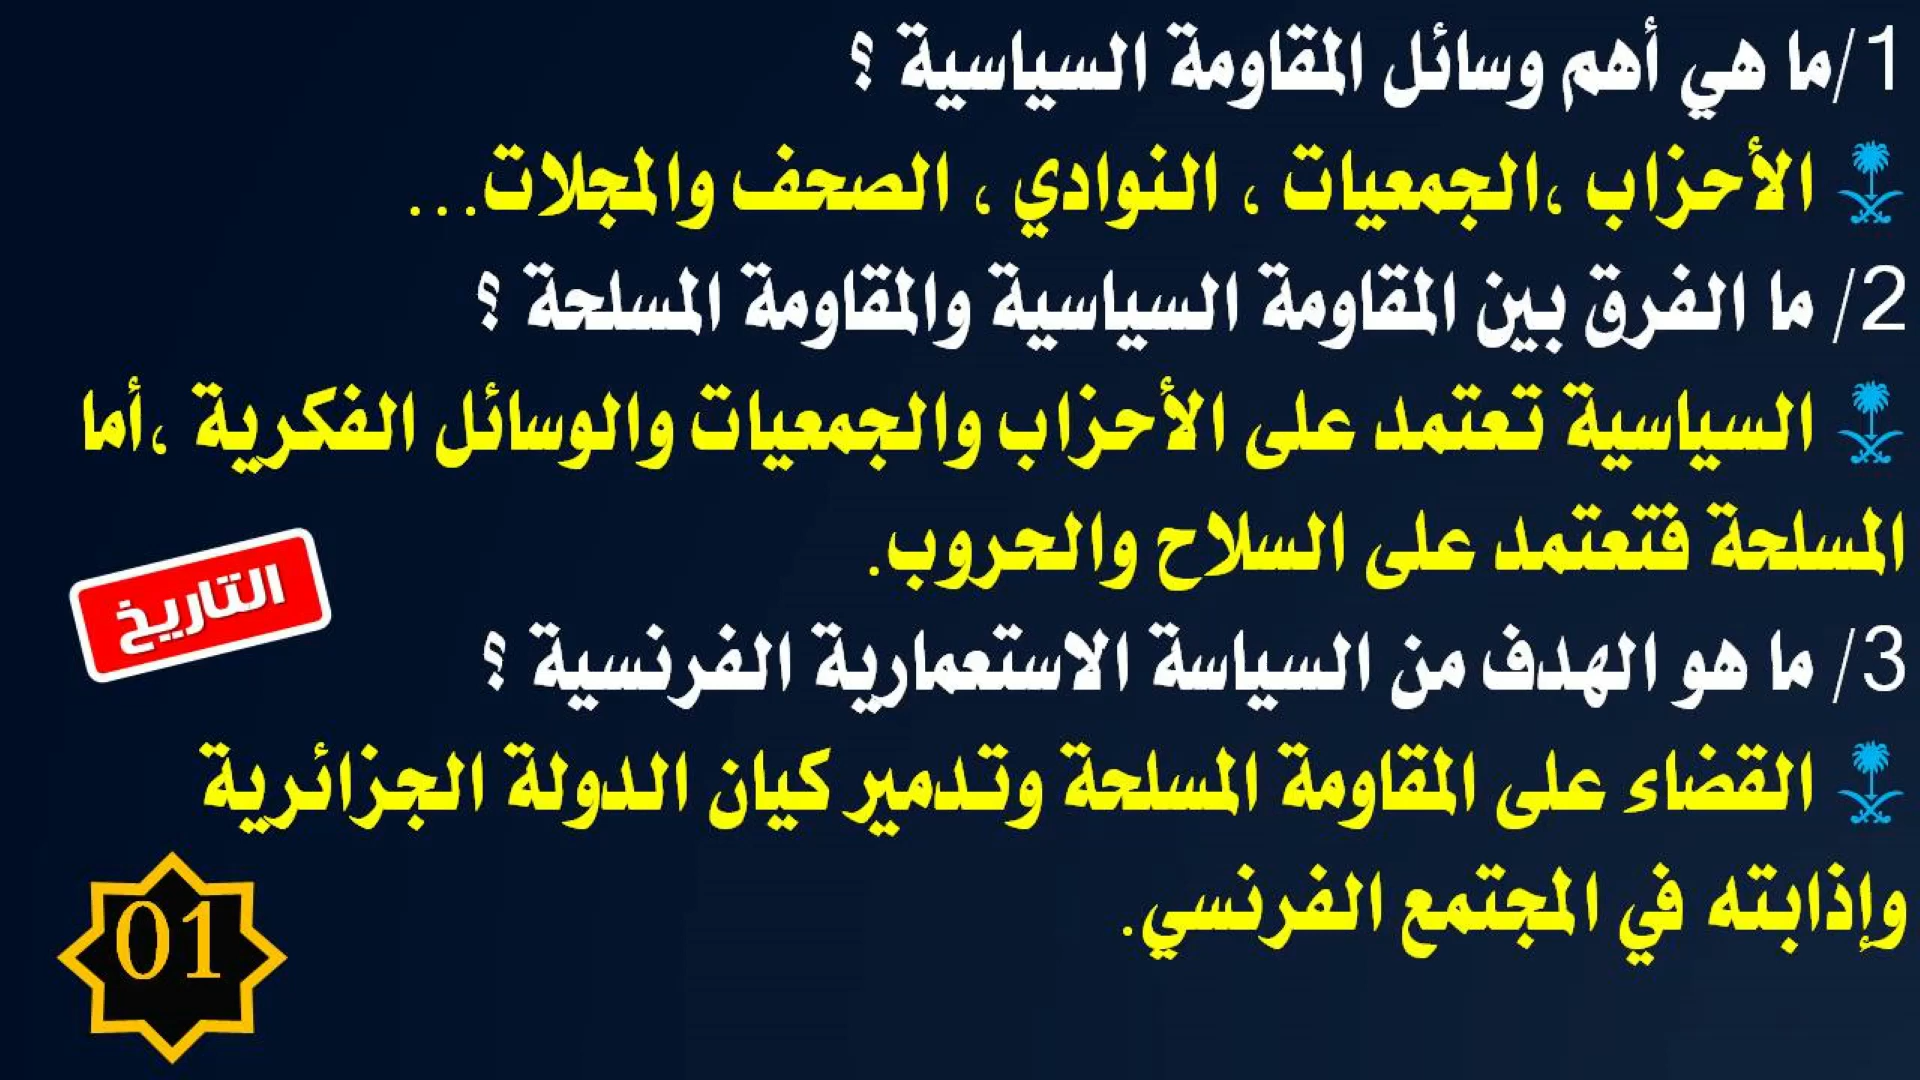 1/ما هي أهم وسائل المقاومة السياسية ؟
الأحزاب ،الجمعيات ، النوادي ، الصحف والمجلات...
2/ ما الفرق بين المقاومة السياسية والمقاومة المسلحة ؟
السياسية تعتمد على الأحزاب والجمعيات والوسائل الفكرية ،أما
المسلحة فتعتمد على السلاح والحروب.
التاريخ
3/ ما هو الهدف من السياسة الاستعمارية الفرنسية ؟
القضاء على المقاومة المسلحة وتدمير كيان الدولة الجزائرية
وإذابته في المجتمع الفرنسي.
01